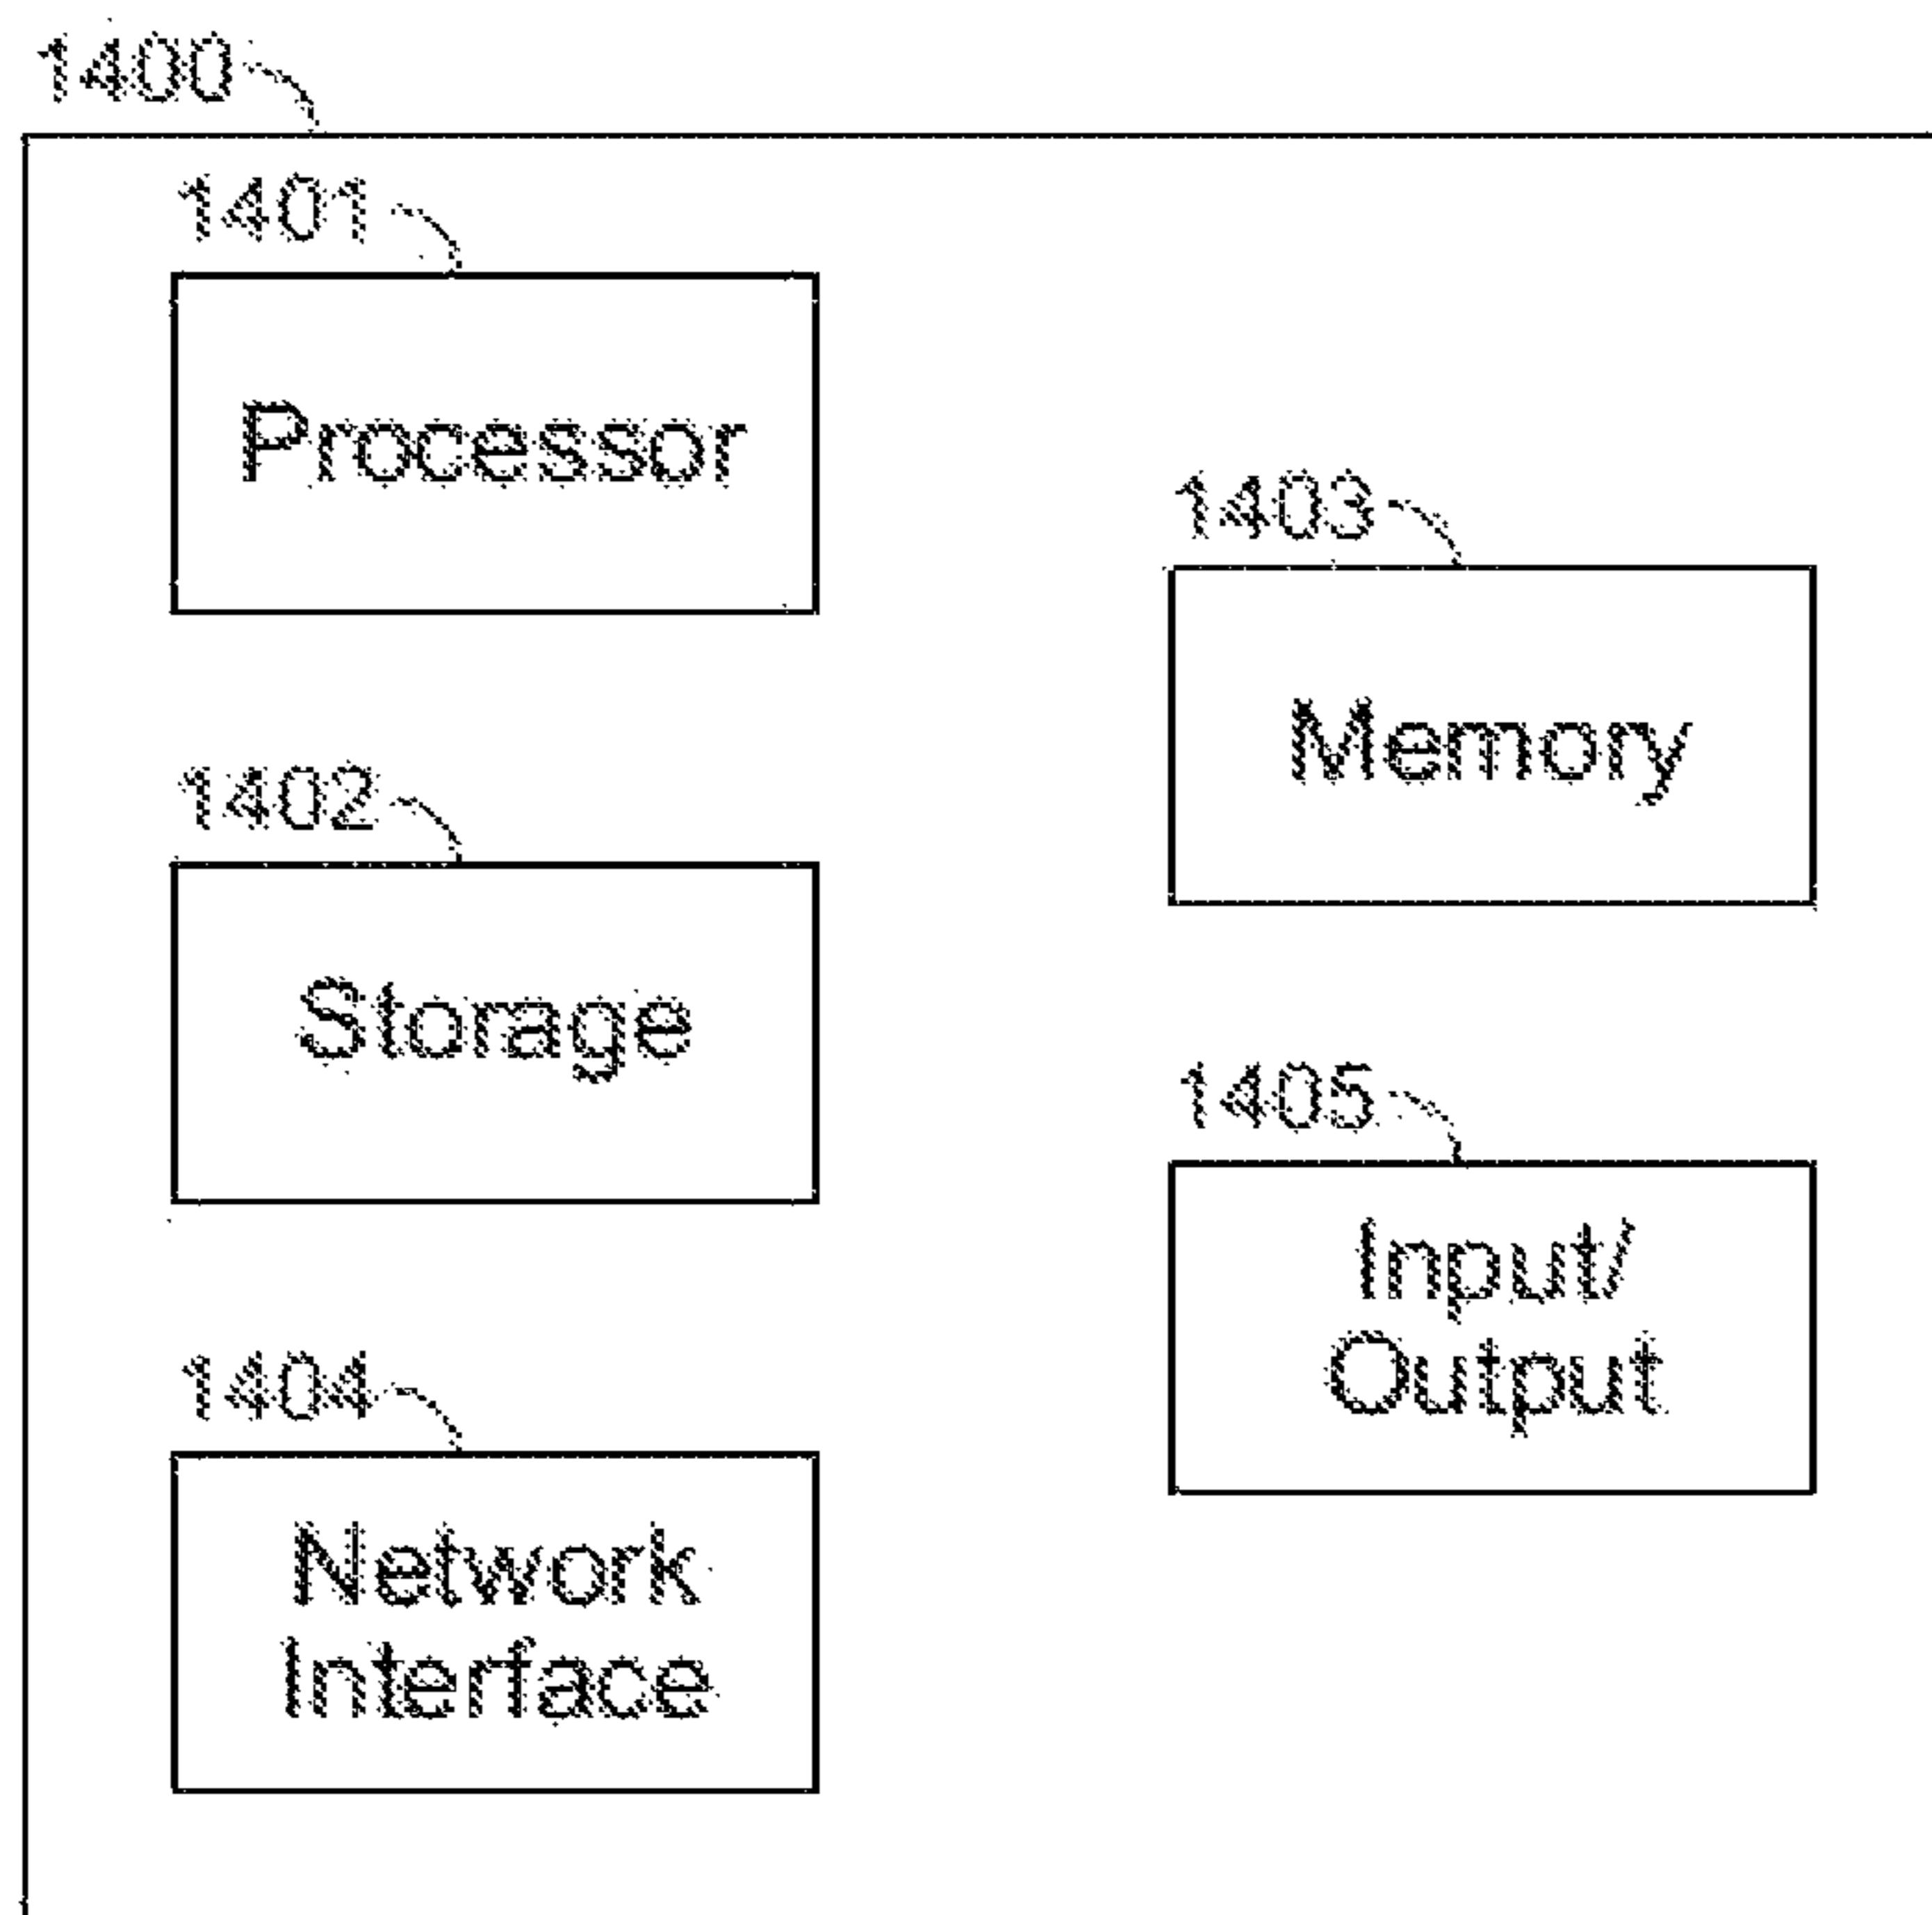 1400
1401
Processor
1403
Memory
1402
Storage
1405
Input/
Output
1404
Network
Interface